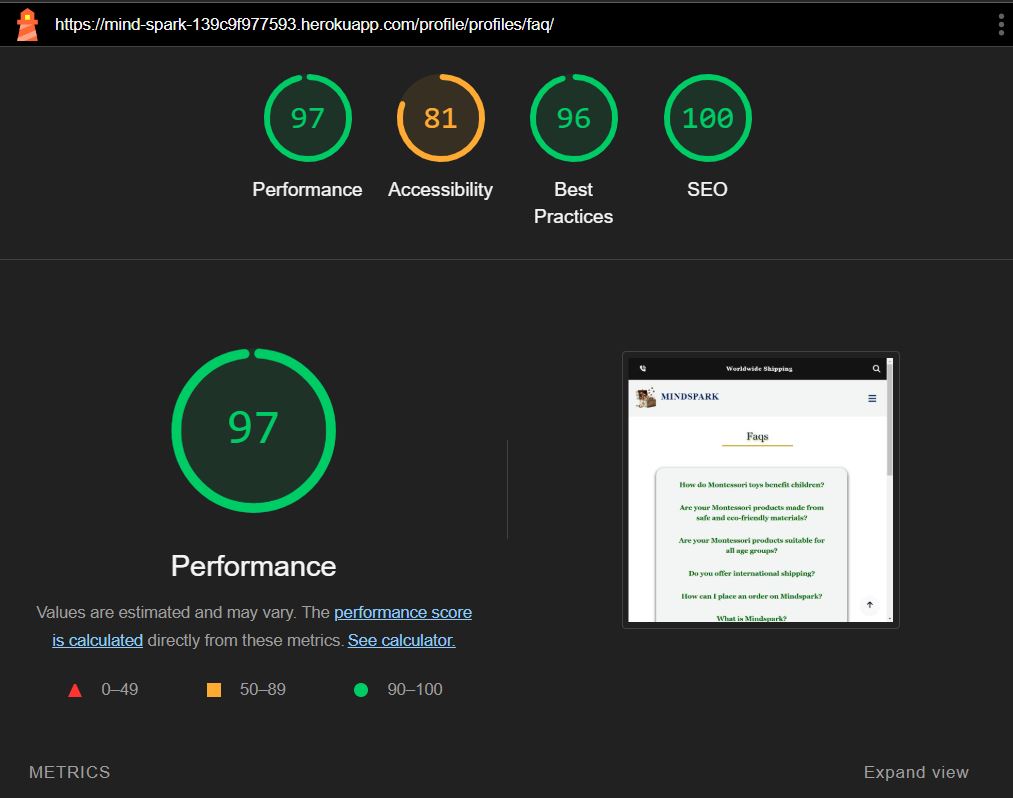 https://mind-spark-139c9f977593.herokuapp.com/profile/profiles/faq/
97
81
96
100
Performance
Accessibility
Best
Practices
SEO
97
Performance
Values are estimated and may vary. The performance score
is calculated directly from these metrics. See calculator.
0–49
50–89
90–100
Worldwide Shipping
MINDSPARK
Faqs
How do Montessori toys benefit children?
Are your Montessori products made from
safe and eco-friendly materials?
Are your Montessori products suitable for
all age groups?
Do you offer international shipping?
How can I place an order on Mindspark?
What is Mindspark?
METRICS
Expand view